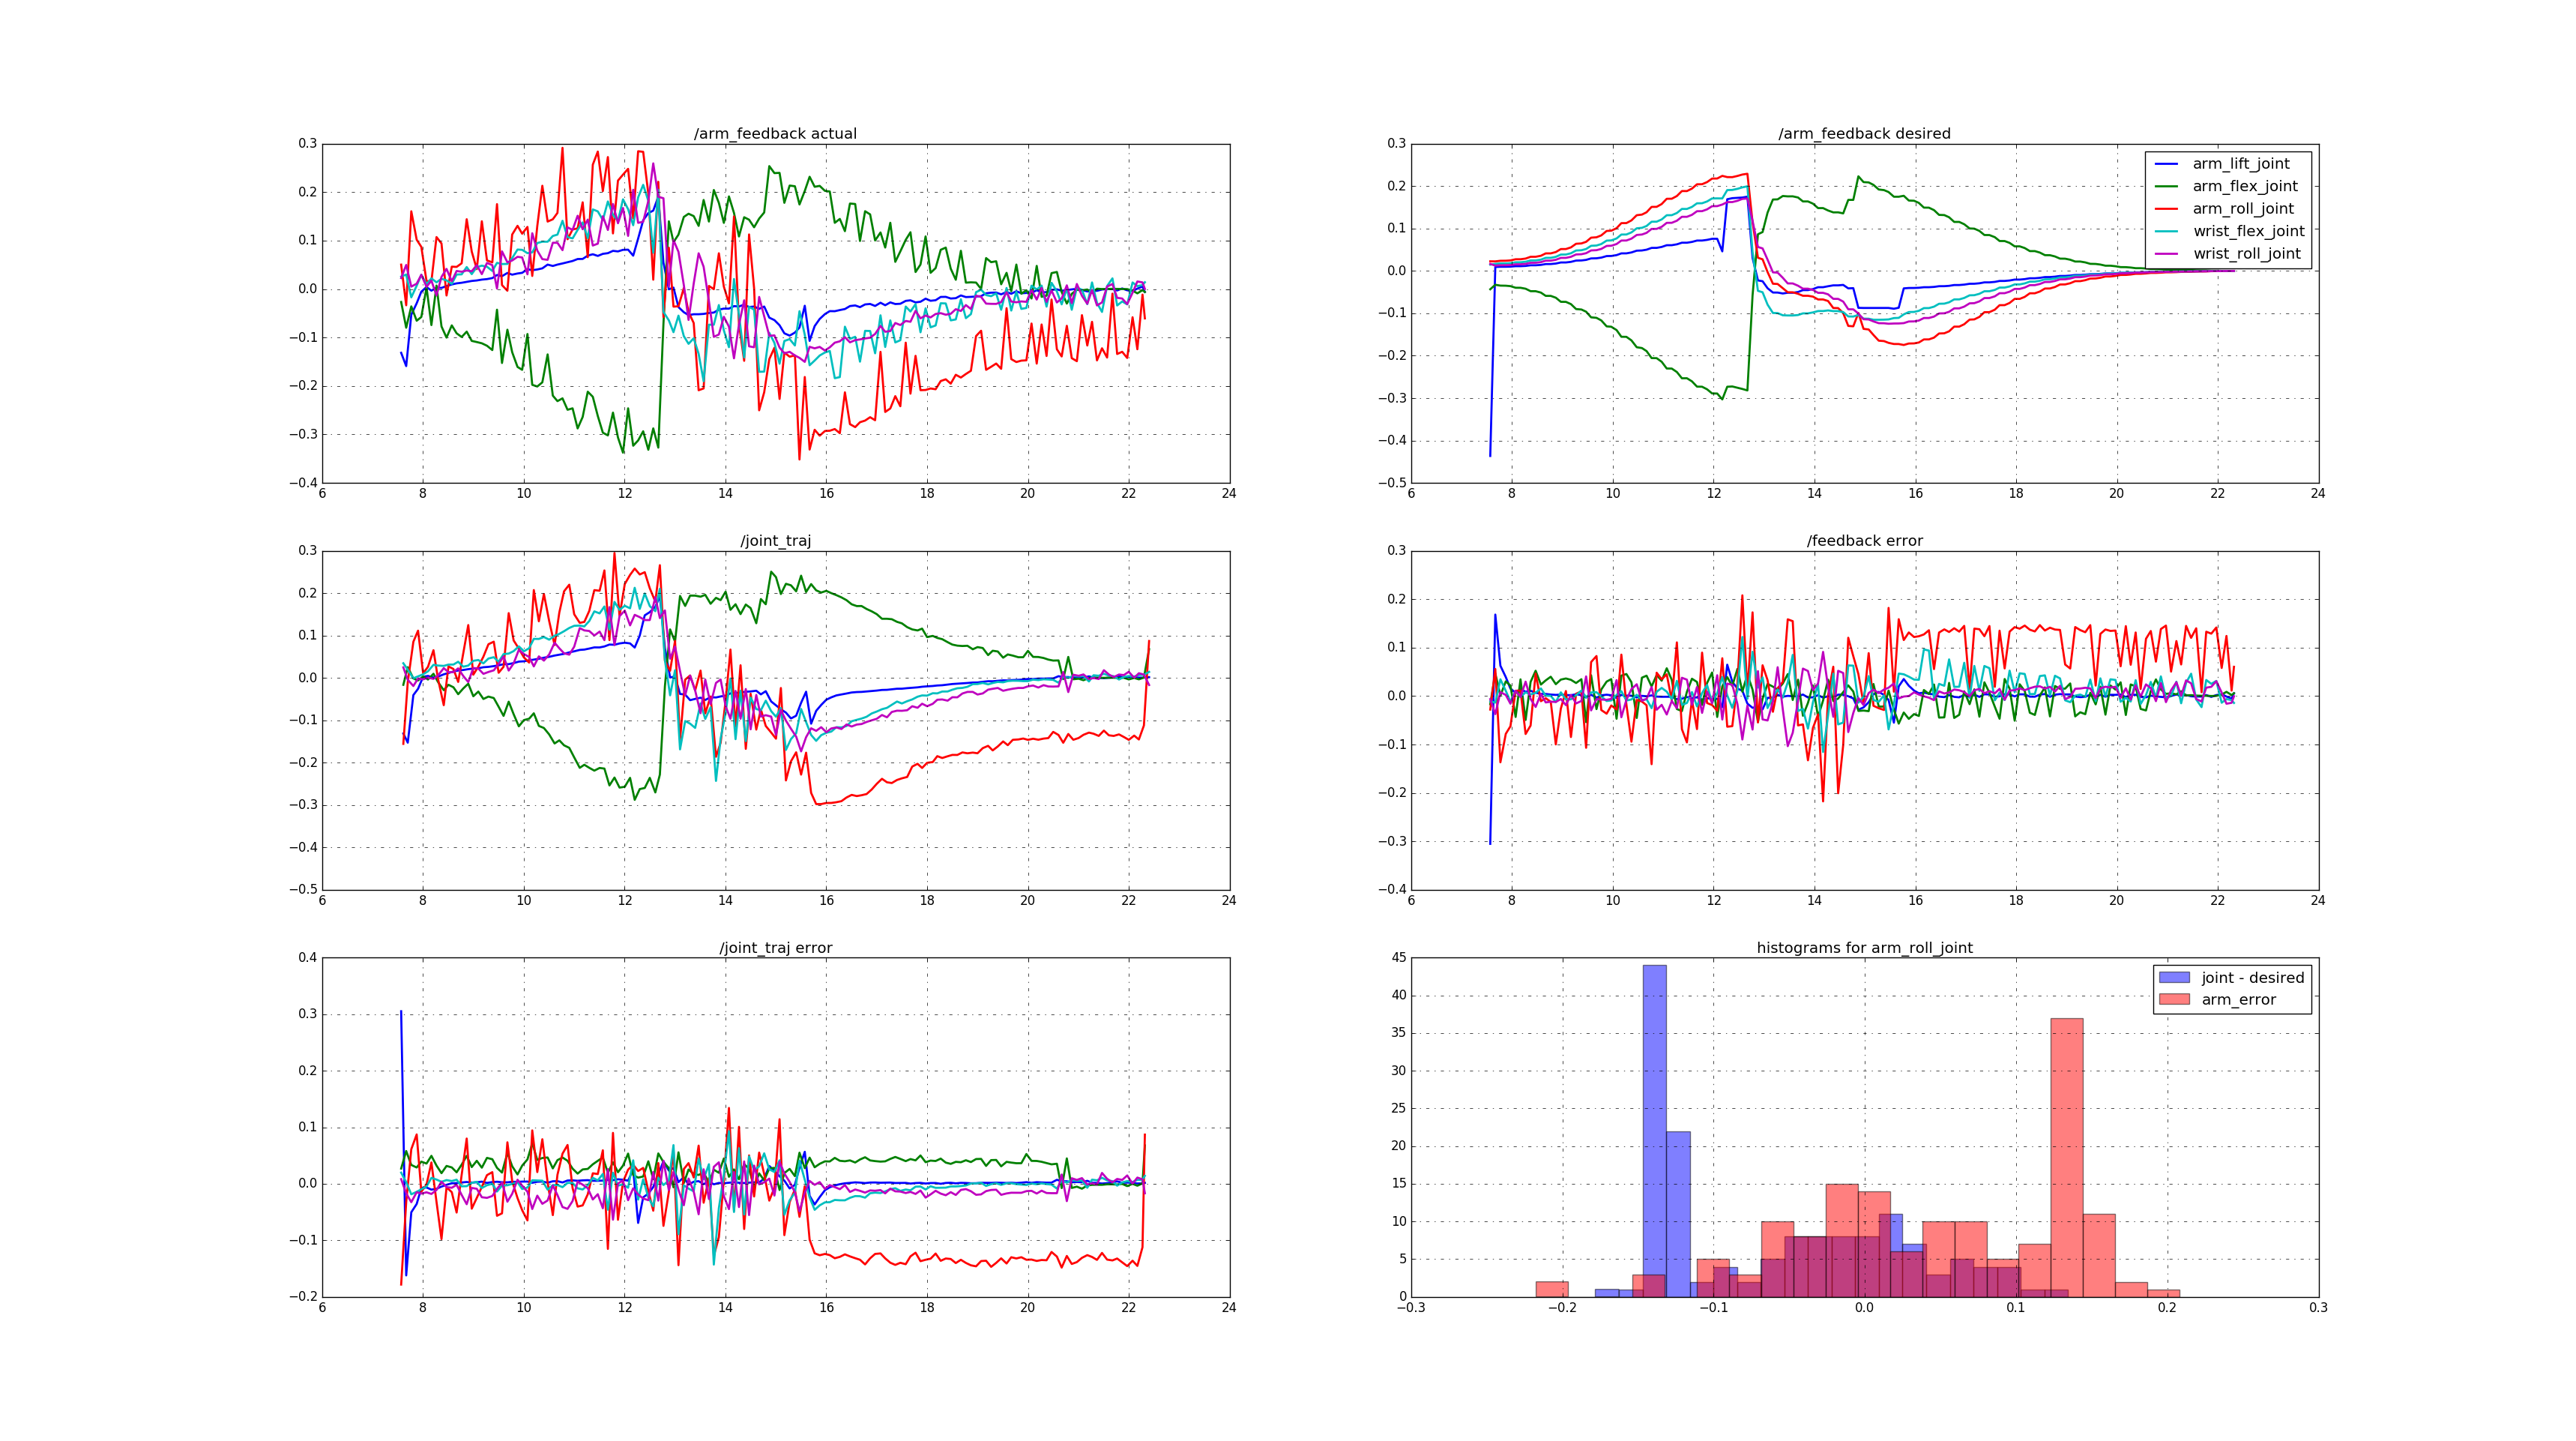 /arm_feedback actual
0.3
0.2
0.1
0.0
−0.1
−0.2
−0.3
−0.4
6 8 10 12 14 16 18 20 22 24
/arm_feedback desired
0.3
0.2
0.1
0.0
−0.1
−0.2
−0.3
−0.4
−0.5
6 8 10 12 14 16 18 20 22 24
arm_lift_joint
arm_flex_joint
arm_roll_joint
wrist_flex_joint
wrist_roll_joint
/joint_traj
0.3
0.2
0.1
0.0
−0.1
−0.2
−0.3
−0.4
−0.5
6 8 10 12 14 16 18 20 22 24
/feedback error
0.3
0.2
0.1
0.0
−0.1
−0.2
−0.3
−0.4
6 8 10 12 14 16 18 20 22 24
/joint_traj error
0.4
0.3
0.2
0.1
0.0
−0.1
−0.2
6 8 10 12 14 16 18 20 22 24
histograms for arm_roll_joint
45
40
35
30
25
20
15
10
5
0
−0.3 −0.2 −0.1 0.0 0.1 0.2 0.3
joint - desired
arm_error